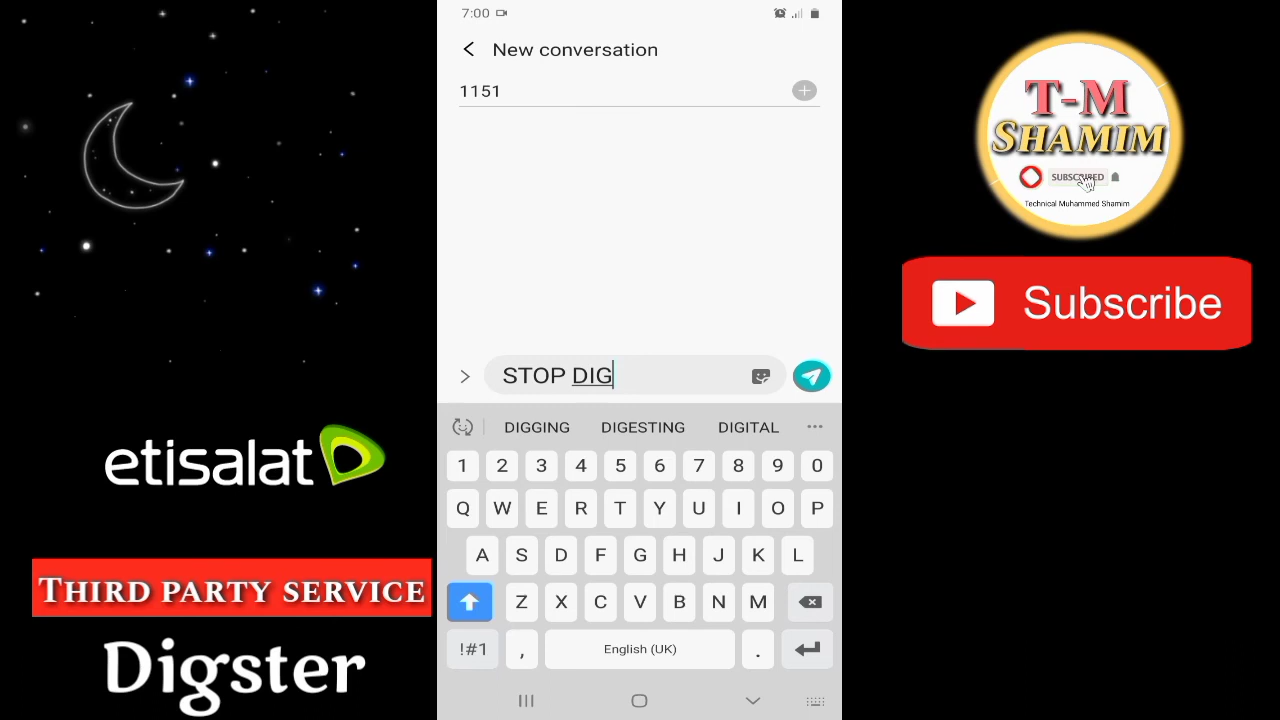 7:00
New conversation
1151
STOP DIG
DIGGING DIGESTING DIGITAL
1 2 3 4 5 6 7 8 9 0
Q W E R T Y U I O P
A S D F G H J K L
Z X C V B N M
!#1 , English (UK) .
etisalat
THIRD PARTY SERVICE
Digster
T-M
SHAMIM
SUBSCRIBED
Technical Muhammed Shamim
Subscribe